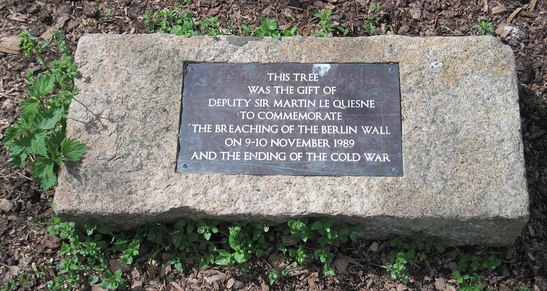 THIS TREE
WAS THE GIFT OF
DEPUTY SIR MARTIN LE QUESNE
TO COMMEMORATE
THE BREACHING OF THE BERLIN WALL
ON 9-10 NOVEMBER 1989
AND THE ENDING OF THE COLD WAR